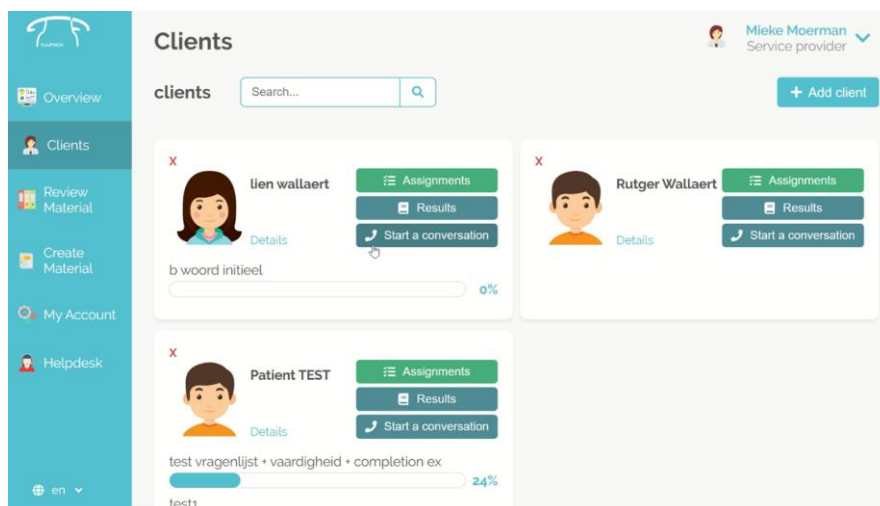 Clients
Mieke Moerman
Service provider
clients
Search...
+ Add client
Overview
Clients
Review
Material
Create
Material
My Account
Helpdesk
en
X
lien wallaert
Assignments
Results
Details
Start a conversation
b woord initieel
0%
X
Rutger Wallaert
Assignments
Results
Details
Start a conversation
X
Patient TEST
Assignments
Results
Details
Start a conversation
test vragenlijst + vaardigheid + completion ex
24%
test1